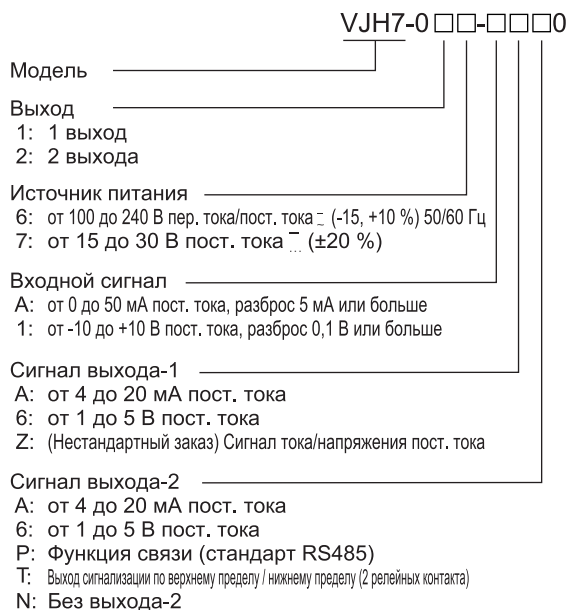 VJH7-0□□-□□□0
Модель
Выход
1: 1 выход
2: 2 выхода
Источник питания
6: от 100 до 240 В пер. тока/пост. тока ⎓ (-15, +10 %) 50/60 Гц
7: от 15 до 30 В пост. тока ⎓ (±20 %)
Входной сигнал
A: от 0 до 50 мА пост. тока, разброс 5 мА или больше
1: от -10 до +10 В пост. тока, разброс 0,1 В или больше
Сигнал выхода-1
A: от 4 до 20 мА пост. тока
6: от 1 до 5 В пост. тока
Z: (Нестандартный заказ) Сигнал тока/напряжения пост. тока
Сигнал выхода-2
A: от 4 до 20 мА пост. тока
6: от 1 до 5 В пост. тока
P: Функция связи (стандарт RS485)
T: Выход сигнализации по верхнему пределу / нижнему пределу (2 релейных контакта)
N: Без выхода-2